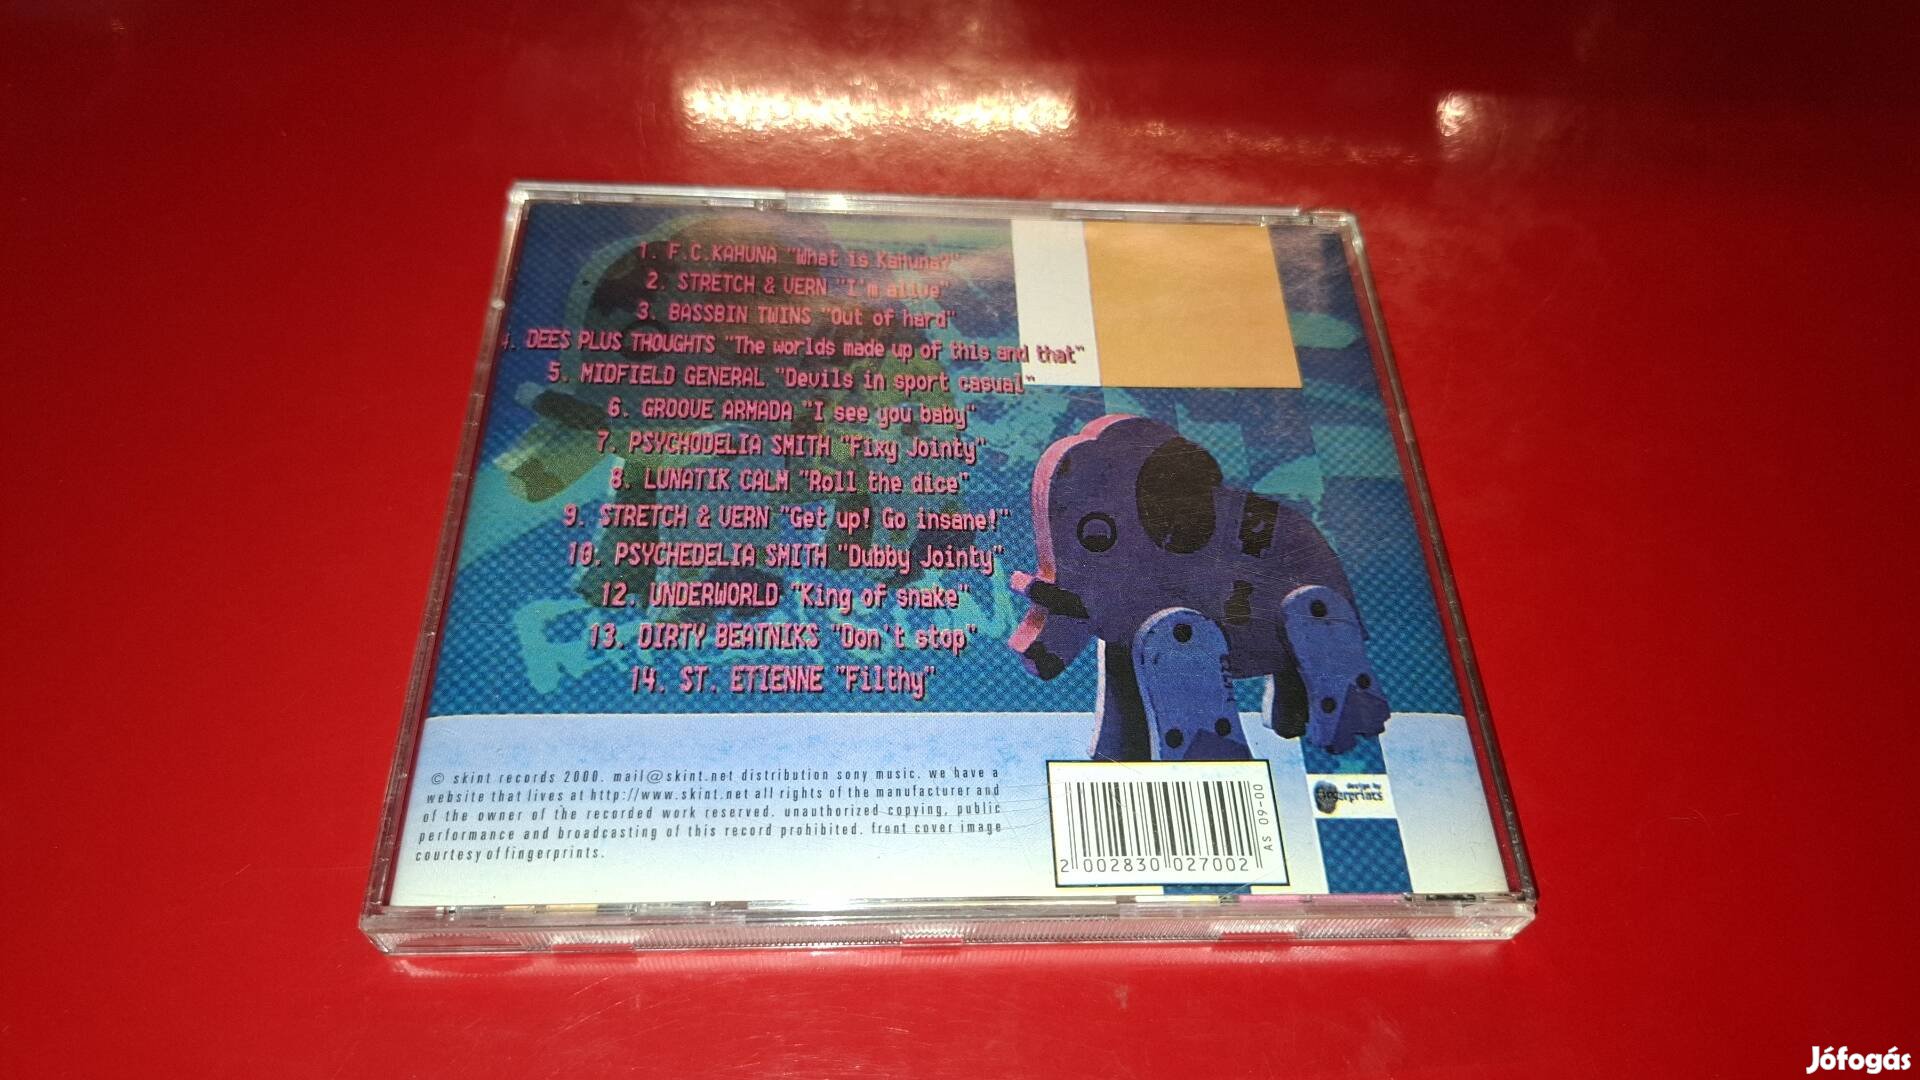 1. F.C.KAHUNA "What is Kahuna?"
2. STRETCH & VERN "I'm alive"
3. BASSBIN TWINS "Out of hard"
4. DEES PLUS THOUGHTS "The worlds made up of this and that"
5. MIDFIELD GENERAL "Devils in sport casual"
6. GROOVE ARMADA "I see you baby"
7. PSYCHODELIA SMITH "Fixy Jointy"
8. LUNATIK CALM "Roll the dice"
9. STRETCH & VERN "Get up! Go insane!"
10. PSYCHEDELIA SMITH "Dubby Jointy"
12. UNDERWORLD "King of snake"
13. DIRTY BEATNIKS "Don't stop"
14. ST. ETIENNE "Filthy"
© skint records 2000. mail@skint.net distribution sony music. we have a
website that lives at http://www.skint.net all rights of the manufacturer and
of the owner of the recorded work reserved. unauthorized copying, public
performance and broadcasting of this record prohibited. front cover image
courtesy of fingerprints.
design by
fingerprints
2 002830 027002
AS 09-00
Jófogás